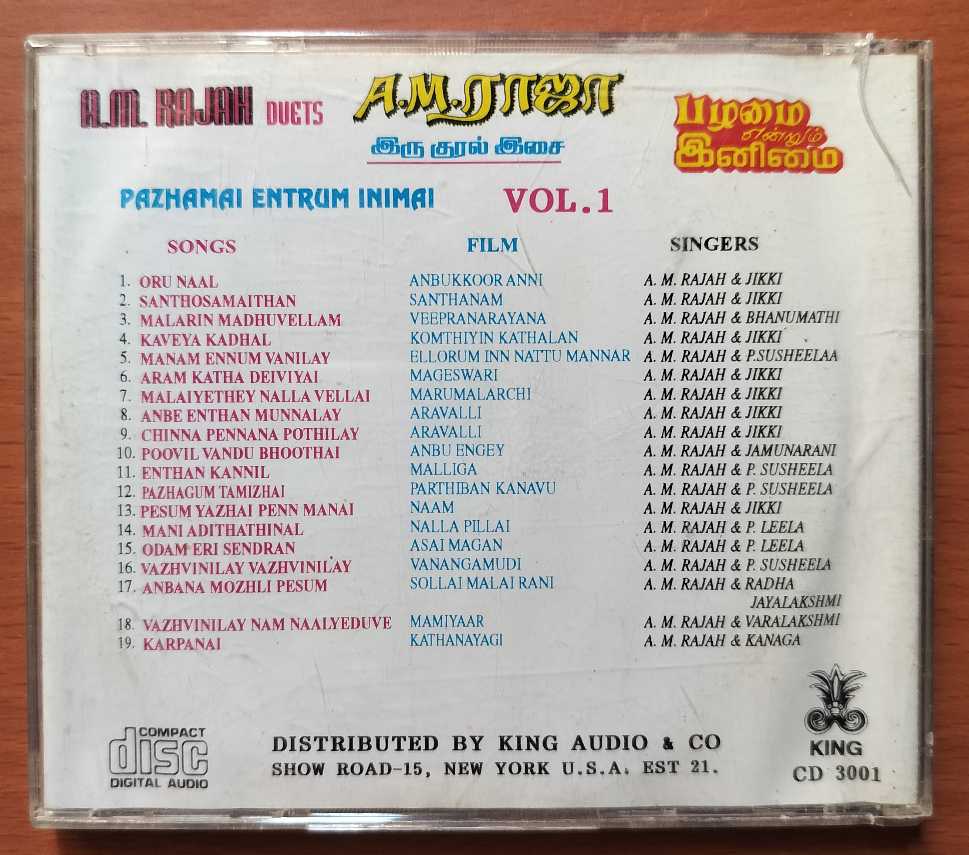 A.M. RAJAH DUETS
A.M.ராஜா
இரு குரல் இசை
பழமை
என்றும்
இனிமை
PAZHAMAI ENTRUM INIMAI VOL.1
SONGS FILM SINGERS
1. ORU NAAL ANBUKKOOR ANNI A. M. RAJAH & JIKKI
2. SANTHOSAMAITHAN SANTHANAM A. M. RAJAH & JIKKI
3. MALARIN MADHUVELLAM VEEPRANARAYANA A. M. RAJAH & BHANUMATHI
4. KAVEYA KADHAL KOMTHIYIN KATHALAN A. M. RAJAH & JIKKI
5. MANAM ENNUM VANILAY ELLORUM INN NATTU MANNAR A. M. RAJAH & P.SUSHEELAA
6. ARAM KATHA DEIVIYAI MAGESWARI A. M. RAJAH & JIKKI
7. MALAIYETHEY NALLA VELLAI MARUMALARCHI A. M. RAJAH & JIKKI
8. ANBE ENTHAN MUNNALAY ARAVALLI A. M. RAJAH & JIKKI
9. CHINNA PENNANA POTHILAY ARAVALLI A. M. RAJAH & JIKKI
10. POOVIL VANDU BHOOTHAI ANBU ENGEY A. M. RAJAH & JAMUNARANI
11. ENTHAN KANNIL MALLIGA A. M. RAJAH & P. SUSHEELA
12. PAZHAGUM TAMIZHAI PARTHIBAN KANAVU A. M. RAJAH & P. SUSHEELA
13. PESUM YAZHAI PENN MANAI NAAM A. M. RAJAH & JIKKI
14. MANI ADITHATHINAL NALLA PILLAI A. M. RAJAH & P. LEELA
15. ODAM ERI SENDRAN ASAI MAGAN A. M. RAJAH & P. LEELA
16. VAZHVINILAY VAZHVINILAY VANANGAMUDI A. M. RAJAH & P. SUSHEELA
17. ANBANA MOZHLI PESUM SOLLAI MALAI RANI A. M. RAJAH & RADHA
JAYALAKSHMI
18. VAZHVINILAY NAM NAALYEDUVE MAMIYAAR A. M. RAJAH & VARALAKSHMI
19. KARPANAI KATHANAYAGI A. M. RAJAH & KANAGA
COMPACT
disc
DIGITAL AUDIO
DISTRIBUTED BY KING AUDIO & CO
SHOW ROAD-15, NEW YORK U.S.A. EST 21.
KING
CD 3001